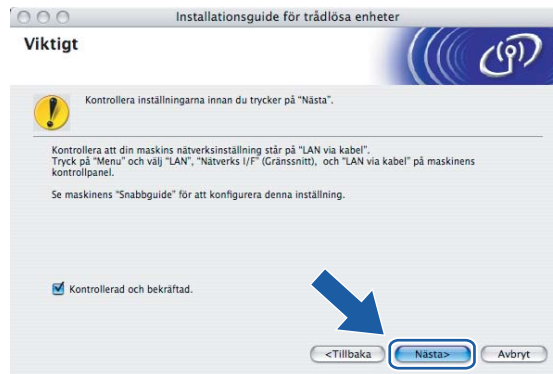 Installationsguide för trådlösa enheter
Viktigt
Kontrollera inställningarna innan du trycker på "Nästa".
Kontrollera att din maskins nätverksinställning står på "LAN via kabel".
Tryck på "Menu" och välj "LAN", "Nätverks I/F" (Gränssnitt), och "LAN via kabel" på maskinens
kontrollpanel.
Se maskinens "Snabbguide" för att konfigurera denna inställning.
Kontrollerad och bekräftad.
<Tillbaka Nästa> Avbryt